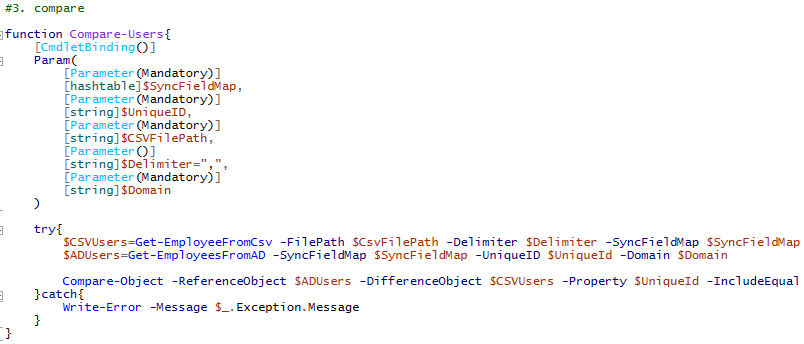 #3. compare
function Compare-Users{
[CmdletBinding()]
Param(
[Parameter(Mandatory)]
[hashtable]$SyncFieldMap,
[Parameter(Mandatory)]
[string]$UniqueID,
[Parameter(Mandatory)]
[string]$CSVFilePath,
[Parameter()]
[string]$Delimiter=",",
[Parameter(Mandatory)]
[string]$Domain
)
try{
$CSVUsers=Get-EmployeeFromCsv -FilePath $CsvFilePath -Delimiter $Delimiter -SyncFieldMap $SyncFieldMap
$ADUsers=Get-EmployeesFromAD -SyncFieldMap $SyncFieldMap -UniqueID $UniqueId -Domain $Domain
Compare-Object -ReferenceObject $ADUsers -DifferenceObject $CSVUsers -Property $UniqueId -IncludeEqual
}catch{
Write-Error -Message $_.Exception.Message
}
}